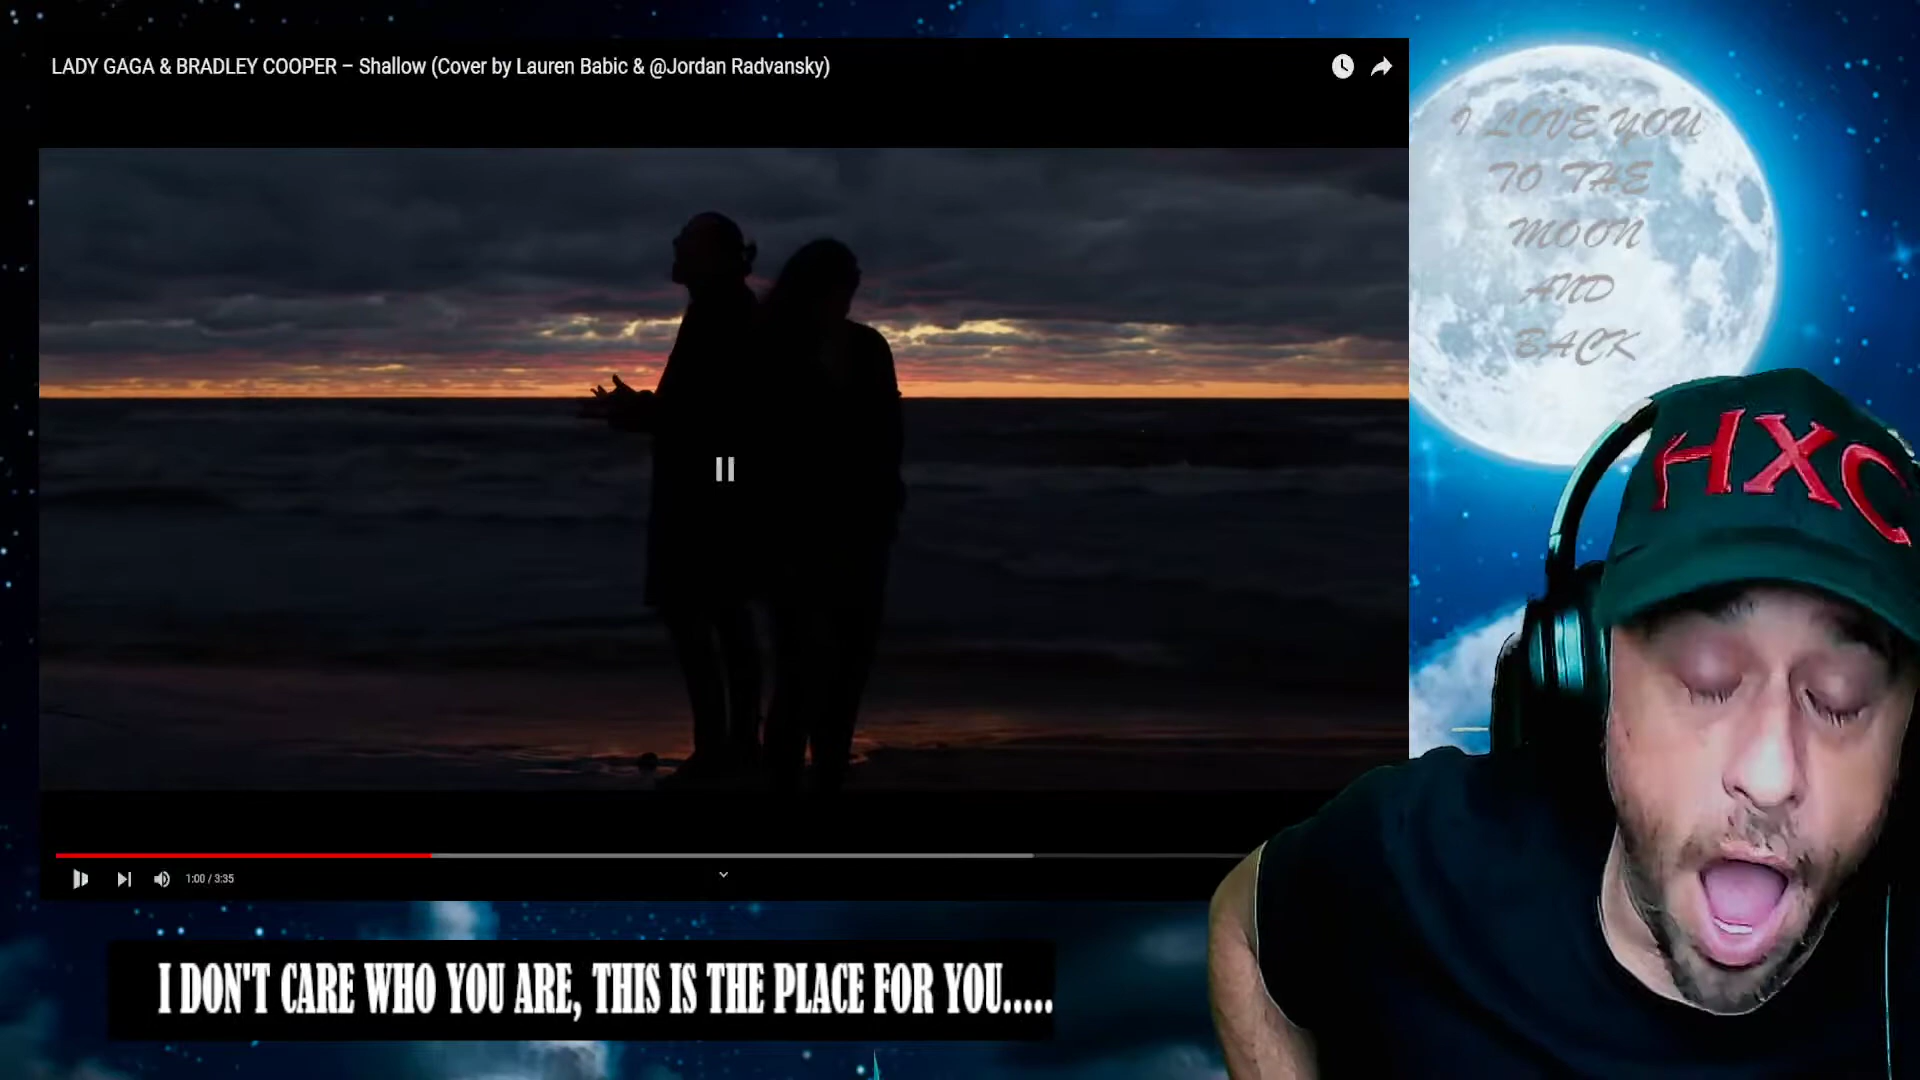 LADY GAGA & BRADLEY COOPER – Shallow (Cover by Lauren Babic & @Jordan Radvansky)
I LOVE YOU
TO THE
MOON
AND
BACK
HXC
1:00 / 3:35
I DON'T CARE WHO YOU ARE, THIS IS THE PLACE FOR YOU.....